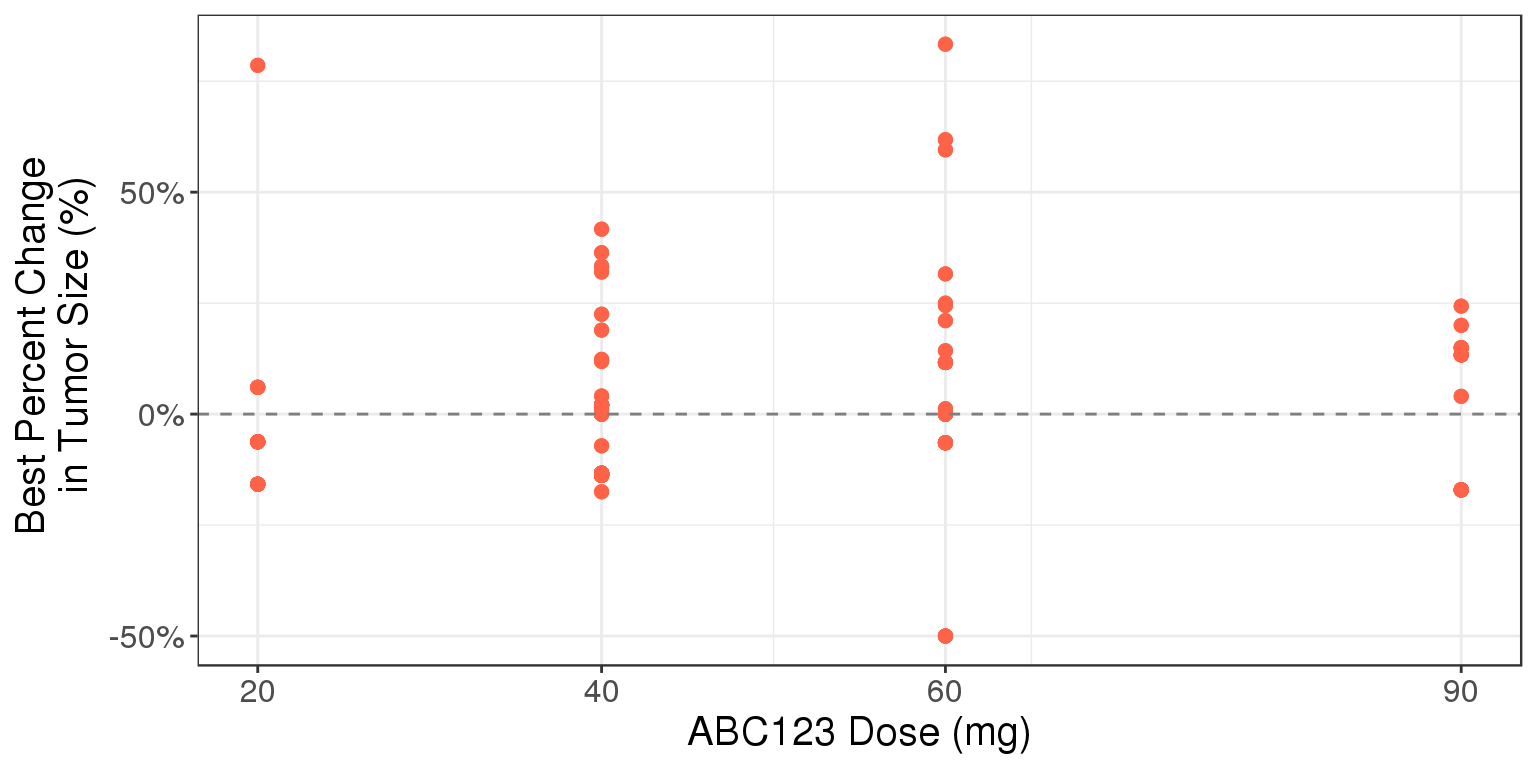 Best Percent Change
in Tumor Size (%)
50%
0%
-50%
20
40
60
90
ABC123 Dose (mg)